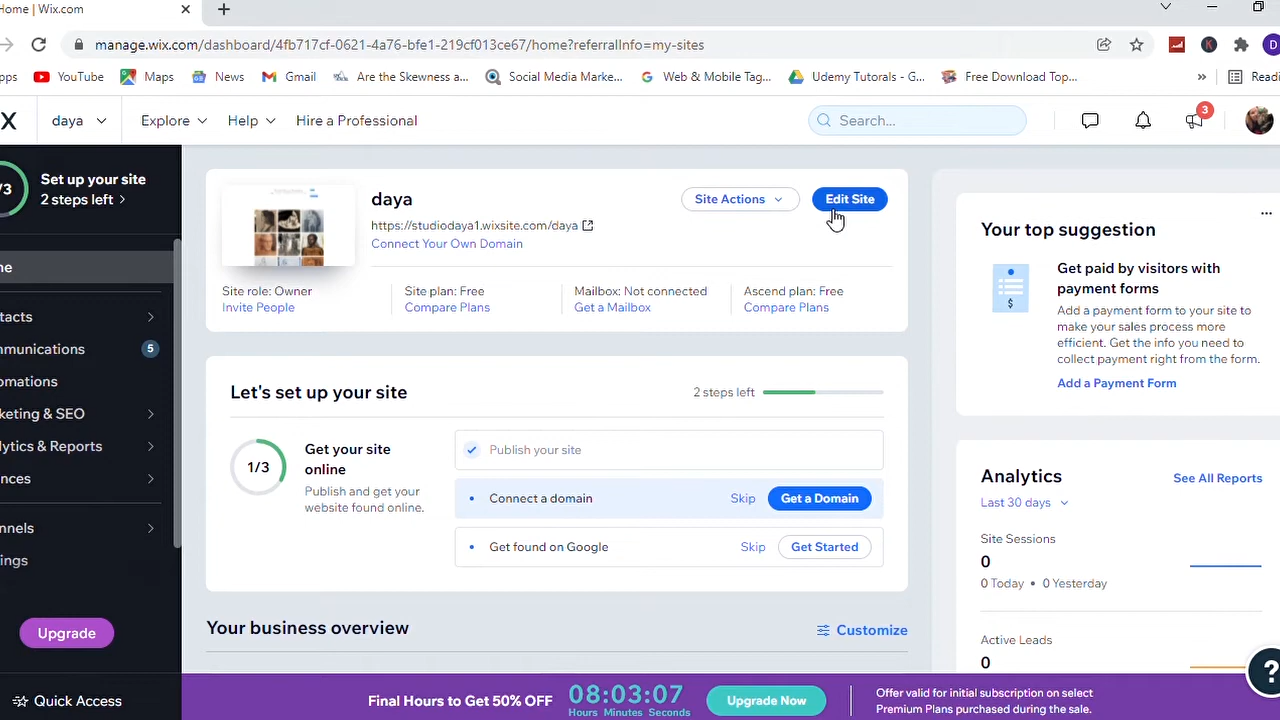 Home | Wix.com
manage.wix.com/dashboard/4fb717cf-0621-4a76-bfe1-219cf013ce67/home?referralInfo=my-sites
K
D
pps
YouTube
Maps
News
Gmail
Are the Skewness a...
Social Media Marke...
Web & Mobile Mag...
Udemy Tutorials - G...
Free Download Top...
»
Readi
X
daya
Explore
Help
Hire a Professional
Search...
3
/3
Set up your site
2 steps left
me
tacts
mmunications
5
omations
keting & SEO
lytics & Reports
nces
nnels
ings
Upgrade
Quick Access
daya
Site Actions
Edit Site
https://studiodaya1.wixsite.com/daya
Connect Your Own Domain
Site role: Owner
Invite People
Site plan: Free
Compare Plans
Mailbox: Not connected
Get a Mailbox
Ascend plan: Free
Compare Plans
Let's set up your site
2 steps left
1/3
Get your site
online
Publish and get your
website found online.
Publish your site
Connect a domain
Skip
Get a Domain
Get found on Google
Skip
Get Started
Your business overview
Customize
Your top suggestion
...
Get paid by visitors with
payment forms
Add a payment form to your site to
make your sales process more
efficient. Get the info you need to
collect payment right from the form.
Add a Payment Form
$
Analytics
See All Reports
Last 30 days
Site Sessions
0
0 Today • 0 Yesterday
Active Leads
0
?
Final Hours to Get 50% OFF
08:03:07
Hours Minutes Seconds
Upgrade Now
Offer valid for initial subscription on select
Premium Plans purchased during the sale.